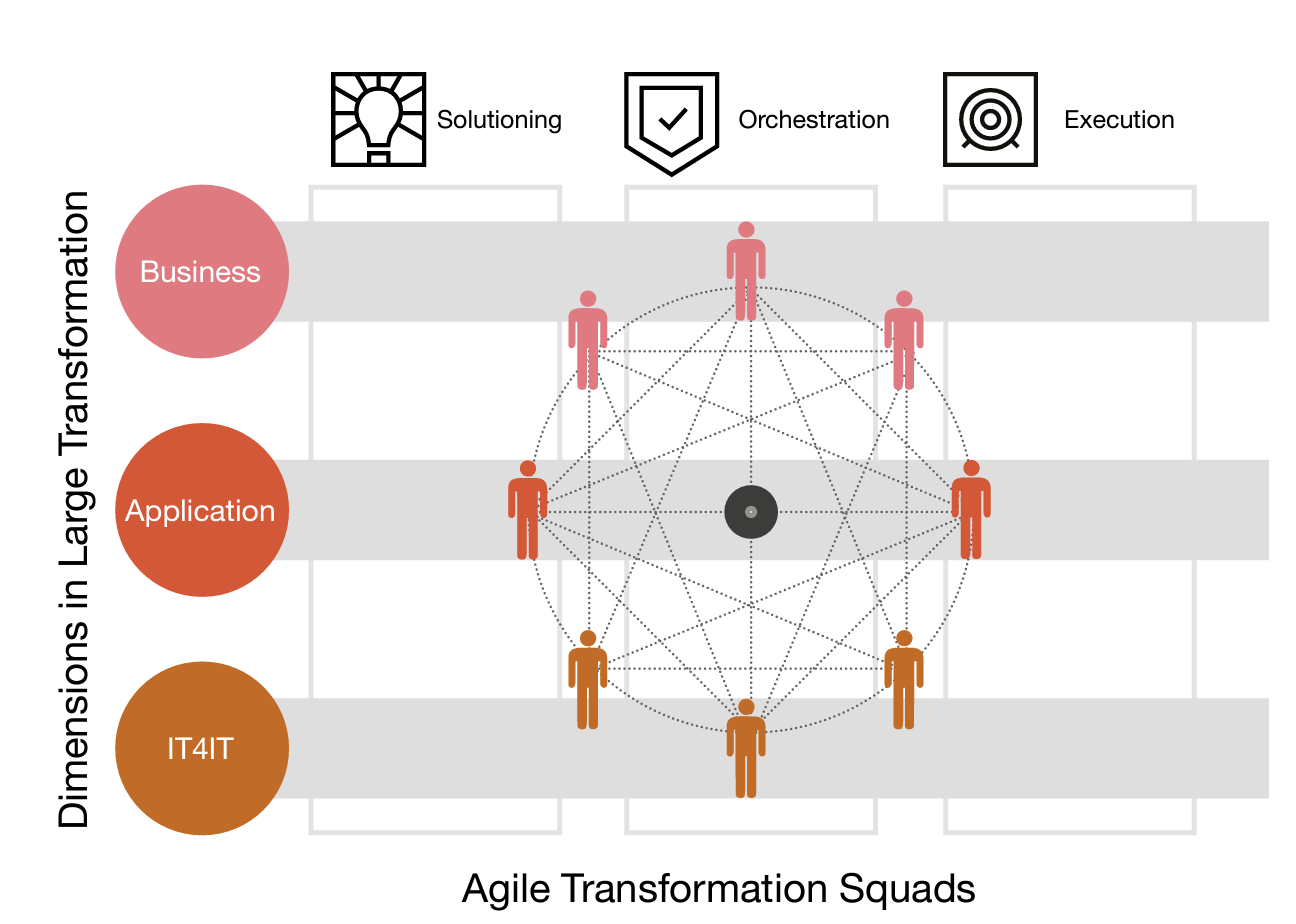 Solutioning
Orchestration
Execution
Dimensions in Large Transformation
Business
Application
IT4IT
Agile Transformation Squads